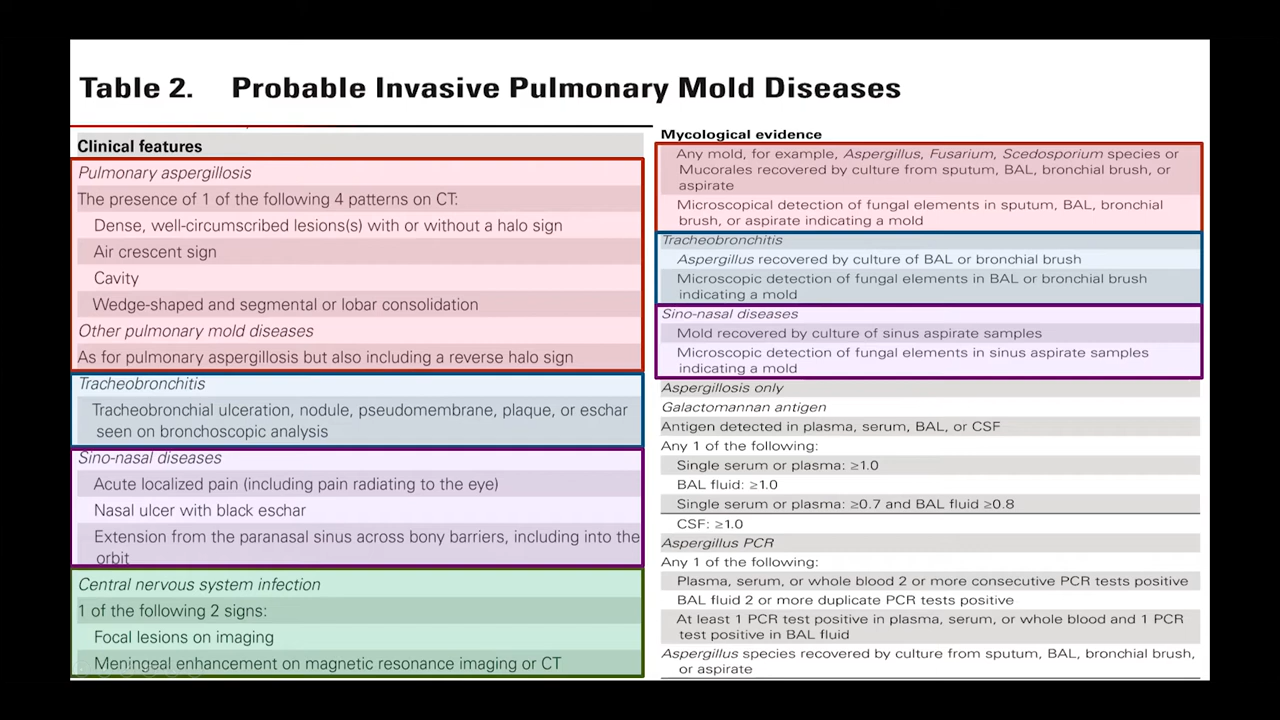 Table 2. Probable Invasive Pulmonary Mold Diseases
Clinical features
Pulmonary aspergillosis
The presence of 1 of the following 4 patterns on CT:
Dense, well-circumscribed lesions(s) with or without a halo sign
Air crescent sign
Cavity
Wedge-shaped and segmental or lobar consolidation
Other pulmonary mold diseases
As for pulmonary aspergillosis but also including a reverse halo sign
Tracheobronchitis
Tracheobronchial ulceration, nodule, pseudomembrane, plaque, or eschar
seen on bronchoscopic analysis
Sino-nasal diseases
Acute localized pain (including pain radiating to the eye)
Nasal ulcer with black eschar
Extension from the paranasal sinus across bony barriers, including into the
orbit
Central nervous system infection
1 of the following 2 signs:
Focal lesions on imaging
Meningeal enhancement on magnetic resonance imaging or CT
Mycological evidence
Any mold, for example, Aspergillus, Fusarium, Scedosporium species or
Mucorales recovered by culture from sputum, BAL, bronchial brush, or
aspirate
Microscopical detection of fungal elements in sputum, BAL, bronchial
brush, or aspirate indicating a mold
Tracheobronchitis
Aspergillus recovered by culture of BAL or bronchial brush
Microscopic detection of fungal elements in BAL or bronchial brush
indicating a mold
Sino-nasal diseases
Mold recovered by culture of sinus aspirate samples
Microscopic detection of fungal elements in sinus aspirate samples
indicating a mold
Aspergillosis only
Galactomannan antigen
Antigen detected in plasma, serum, BAL, or CSF
Any 1 of the following:
Single serum or plasma: ≥1.0
BAL fluid: ≥1.0
Single serum or plasma: ≥0.7 and BAL fluid ≥0.8
CSF: ≥1.0
Aspergillus PCR
Any 1 of the following:
Plasma, serum, or whole blood 2 or more consecutive PCR tests positive
BAL fluid 2 or more duplicate PCR tests positive
At least 1 PCR test positive in plasma, serum, or whole blood and 1 PCR
test positive in BAL fluid
Aspergillus species recovered by culture from sputum, BAL, bronchial brush,
or aspirate